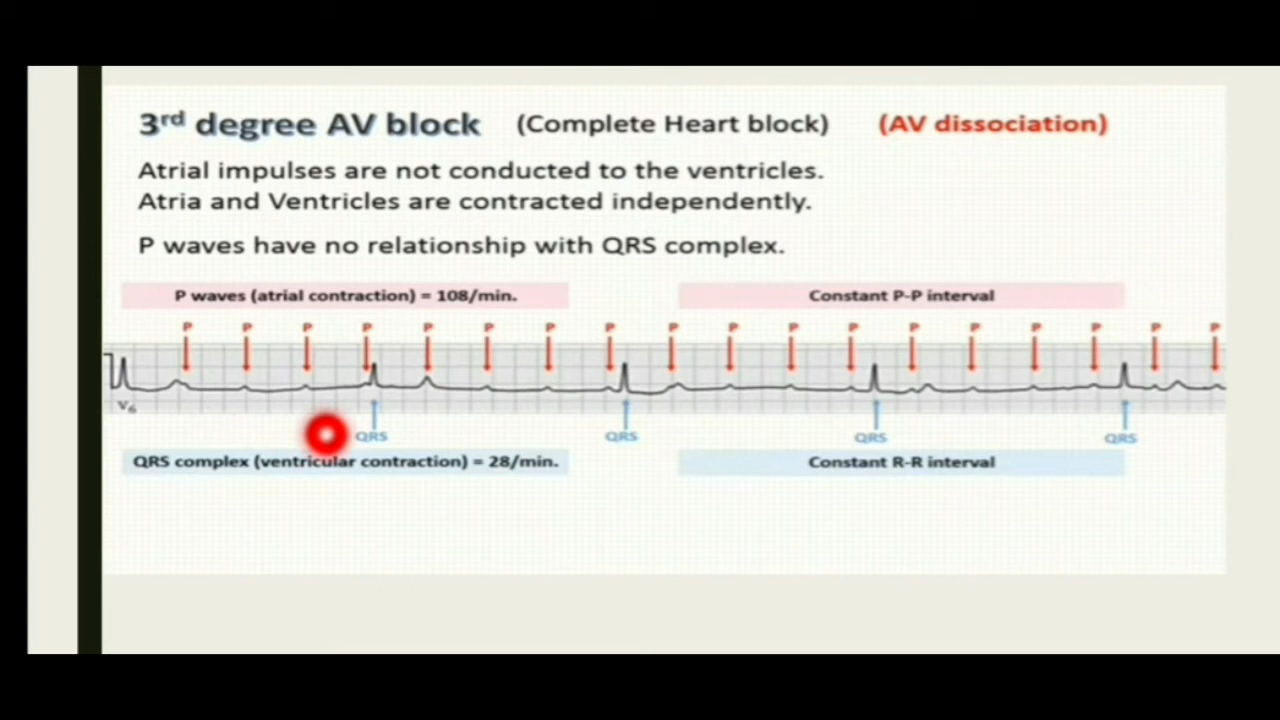 3rd degree AV block (Complete Heart block) (AV dissociation)
Atrial impulses are not conducted to the ventricles.
Atria and Ventricles are contracted independently.
P waves have no relationship with QRS complex.
P waves (atrial contraction) = 108/min. Constant P-P interval
P P P P P P P P P P P P P P P P P P
V6
QRS QRS QRS QRS
QRS complex (ventricular contraction) = 28/min. Constant R-R interval